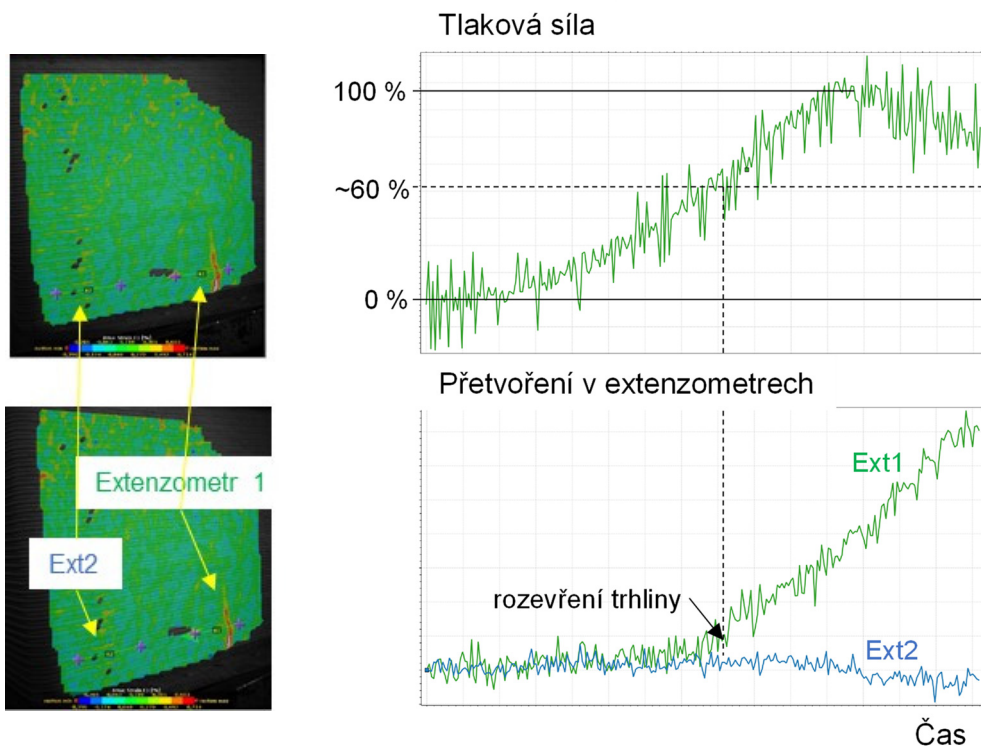 Tlaková síla
100 %
~60 %
0 %
Přetvoření v extenzometrech
Extenzometr 1
Ext2
Ext1
rozevření trhliny
Ext2
Čas